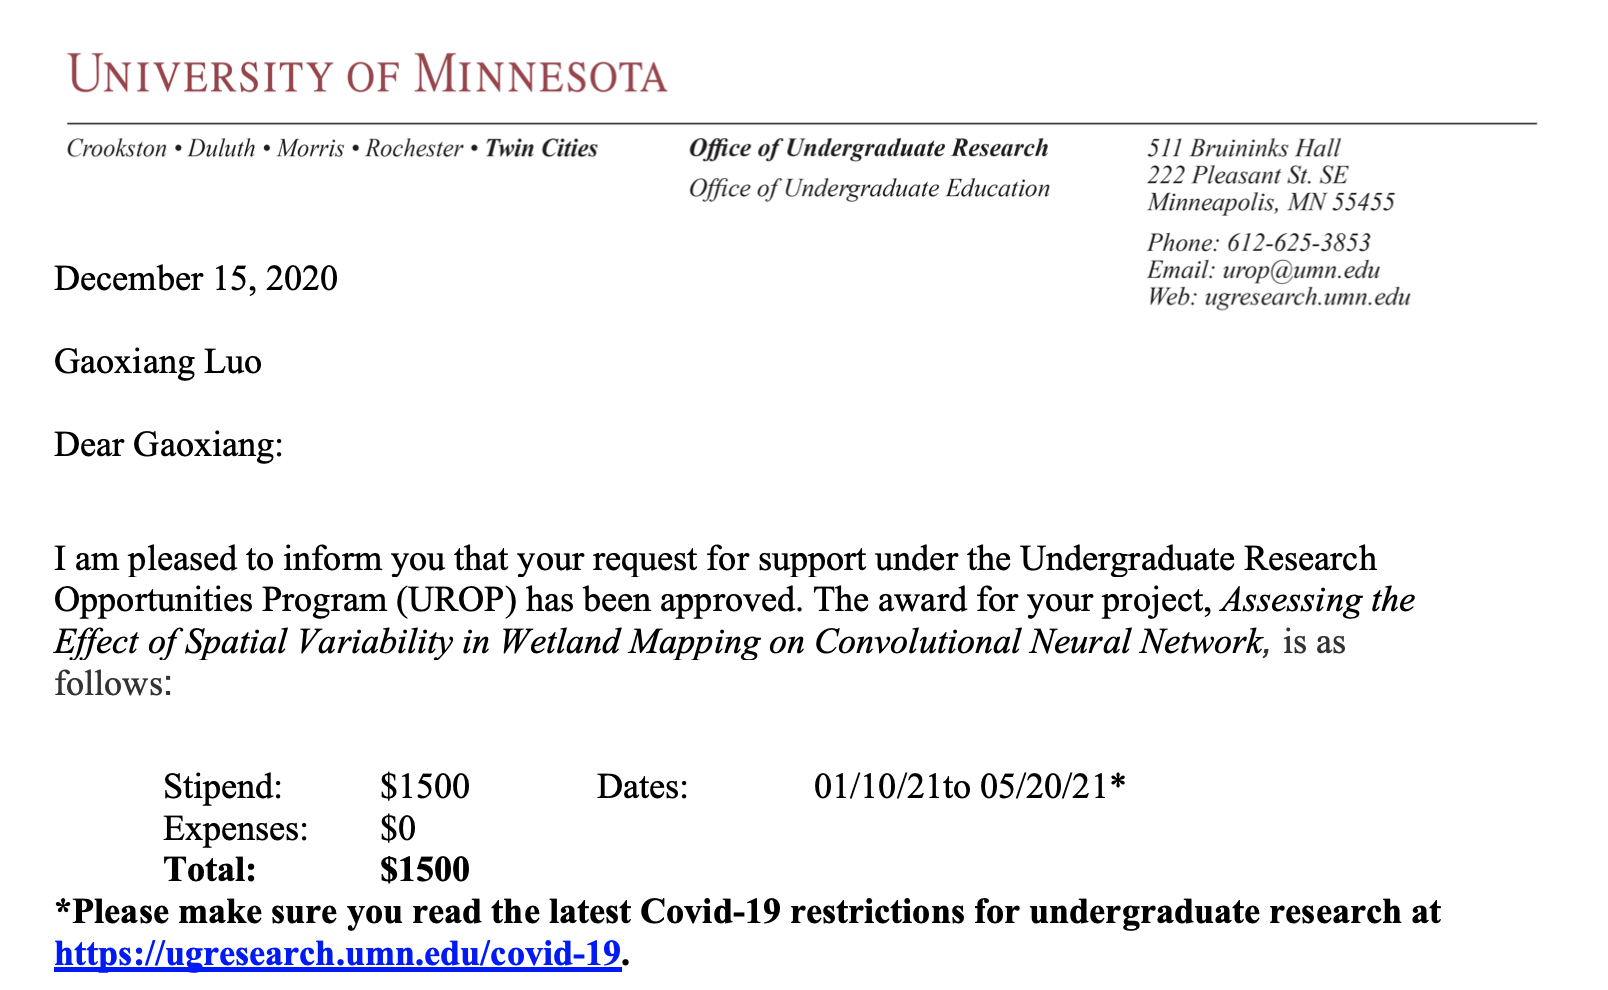 UNIVERSITY OF MINNESOTA
Crookston • Duluth • Morris • Rochester • Twin Cities
Office of Undergraduate Research
Office of Undergraduate Education
511 Bruininks Hall
222 Pleasant St. SE
Minneapolis, MN 55455
Phone: 612-625-3853
Email: urop@umn.edu
Web: ugresearch.umn.edu
December 15, 2020
Gaoxiang Luo
Dear Gaoxiang:
I am pleased to inform you that your request for support under the Undergraduate Research
Opportunities Program (UROP) has been approved. The award for your project, Assessing the
Effect of Spatial Variability in Wetland Mapping on Convolutional Neural Network, is as
follows:
Stipend: $1500 Dates: 01/10/21to 05/20/21*
Expenses: $0
Total: $1500
*Please make sure you read the latest Covid-19 restrictions for undergraduate research at
https://ugresearch.umn.edu/covid-19.